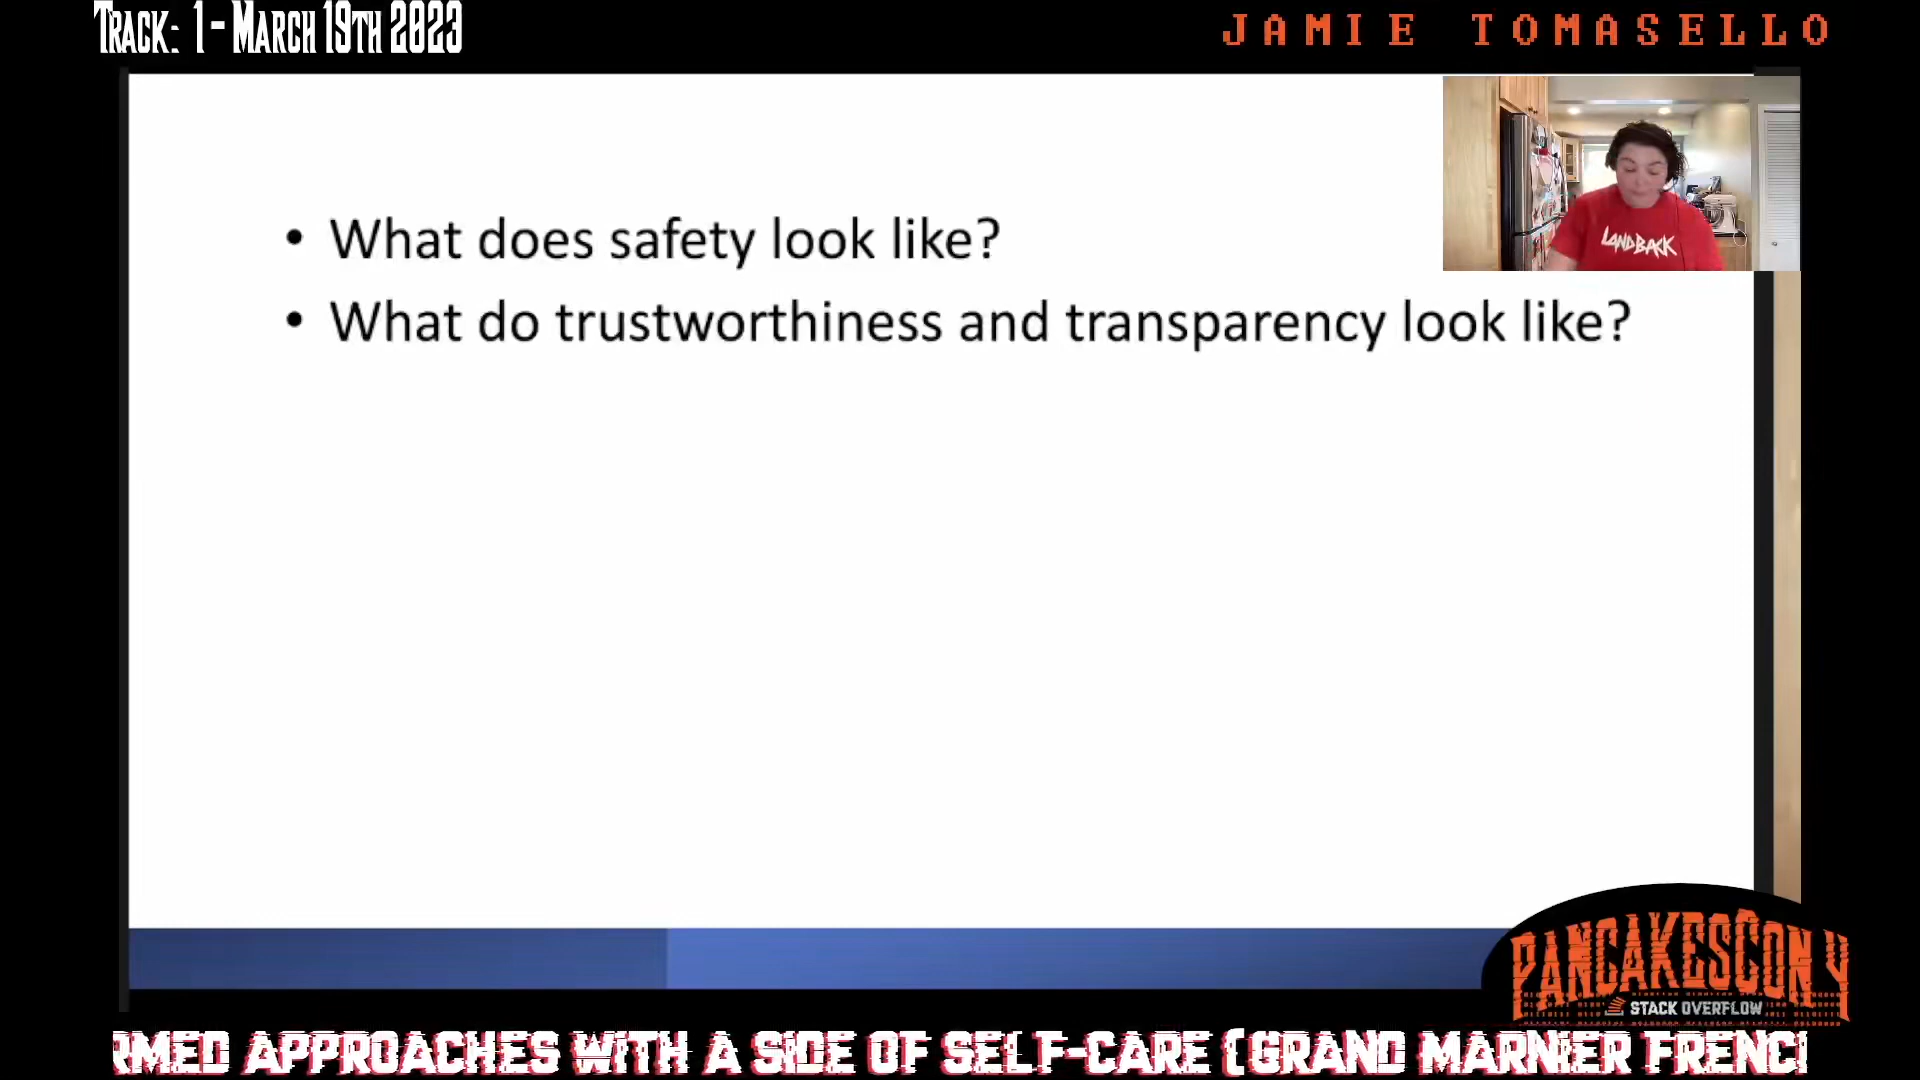 TRACK: 1 - MARCH 19TH 2023
JAMIE TOMASELLO
LANDBACK
• What does safety look like?
• What do trustworthiness and transparency look like?
PANCAKESCON 4
STACK OVERFLOW
RMED APPROACHES WITH A SIDE OF SELF-CARE (GRAND MARNIER FRENC